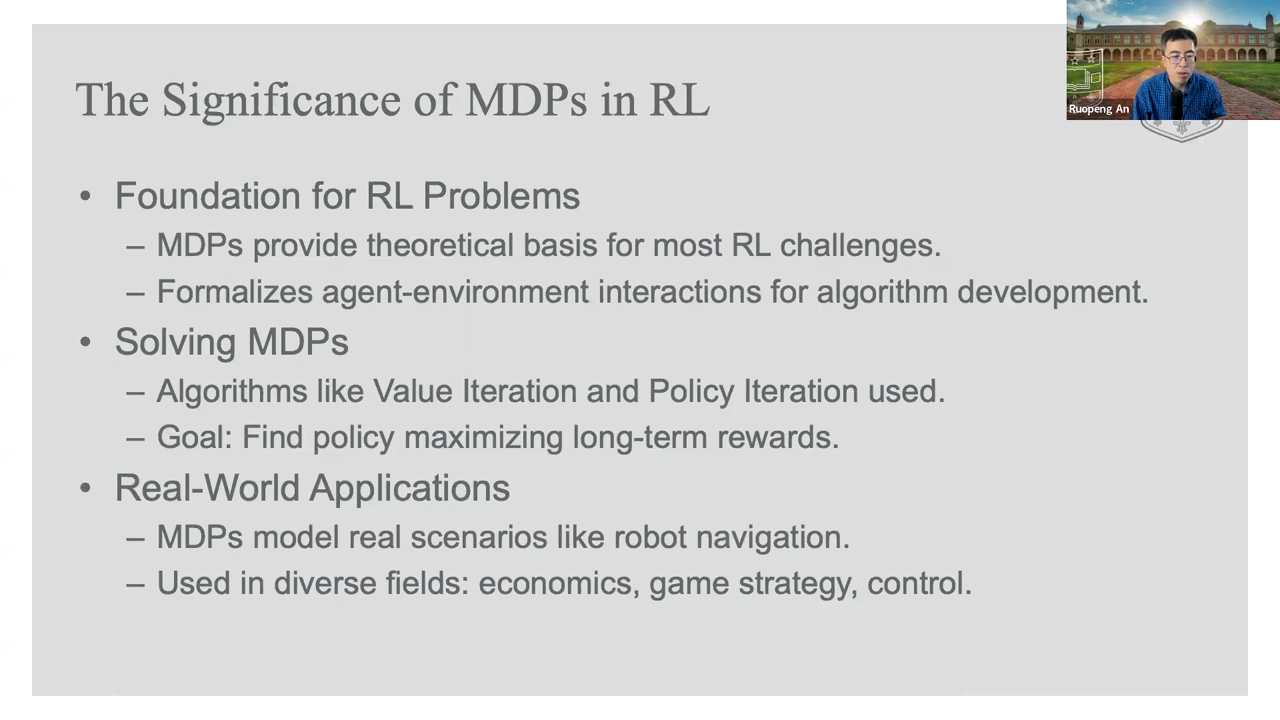 The Significance of MDPs in RL
Ruopeng An
• Foundation for RL Problems
– MDPs provide theoretical basis for most RL challenges.
– Formalizes agent-environment interactions for algorithm development.
• Solving MDPs
– Algorithms like Value Iteration and Policy Iteration used.
– Goal: Find policy maximizing long-term rewards.
• Real-World Applications
– MDPs model real scenarios like robot navigation.
– Used in diverse fields: economics, game strategy, control.